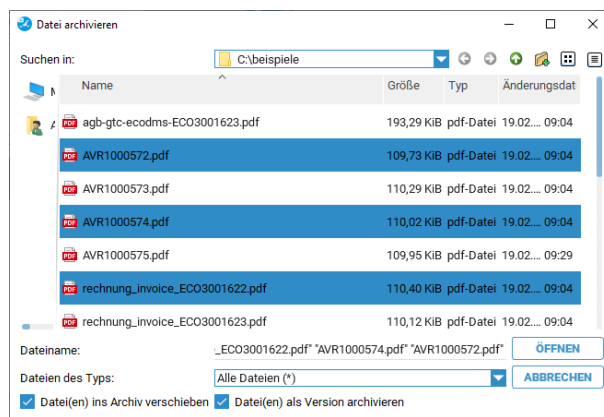 Datei archivieren
Suchen in: C:\beispiele
Name Größe Typ Änderungsdat
agb-gtc-ecodms-ECO3001623.pdf 193,29 KiB pdf-Datei 19.02.... 09:04
AVR1000572.pdf 109,73 KiB pdf-Datei 19.02.... 09:04
AVR1000573.pdf 110,29 KiB pdf-Datei 19.02.... 09:04
AVR1000574.pdf 110,02 KiB pdf-Datei 19.02.... 09:04
AVR1000575.pdf 109,95 KiB pdf-Datei 19.02.... 09:29
rechnung_invoice_ECO3001622.pdf 110,40 KiB pdf-Datei 19.02.... 09:04
rechnung_invoice_ECO3001623.pdf 110,12 KiB pdf-Datei 19.02.... 09:04
Dateiname: _ECO3001622.pdf" "AVR1000574.pdf" "AVR1000572.pdf" ÖFFNEN
Dateien des Typs: Alle Dateien (*) ABBRECHEN
Datei(en) ins Archiv verschieben Datei(en) als Version archivieren